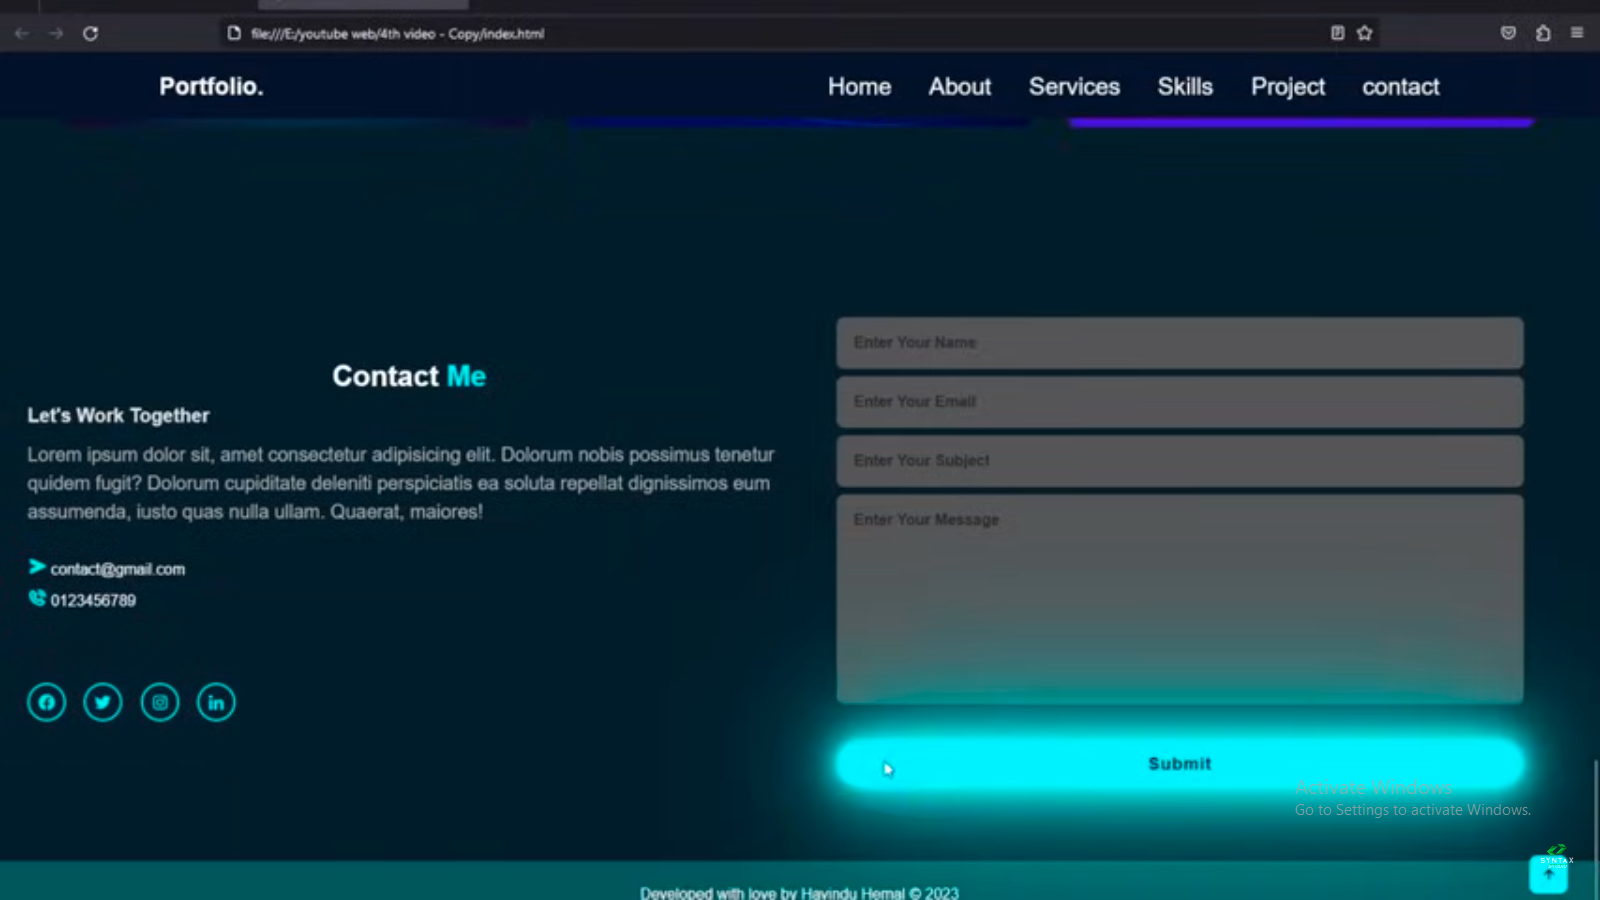 file:///E:/youtube web/4th video - Copy/index.html
Portfolio.
Home About Services Skills Project contact
Contact Me
Let's Work Together
Lorem ipsum dolor sit, amet consectetur adipisicing elit. Dolorum nobis possimus tenetur
quidem fugit? Dolorum cupiditate deleniti perspiciatis ea soluta repellat dignissimos eum
assumenda, iusto quas nulla ullam. Quaerat, maiores!
contact@gmail.com
0123456789
Enter Your Name
Enter Your Email
Enter Your Subject
Enter Your Message
Submit
Activate Windows
Go to Settings to activate Windows.
SYNTAX
Developed with love by Havindu Hemal © 2023